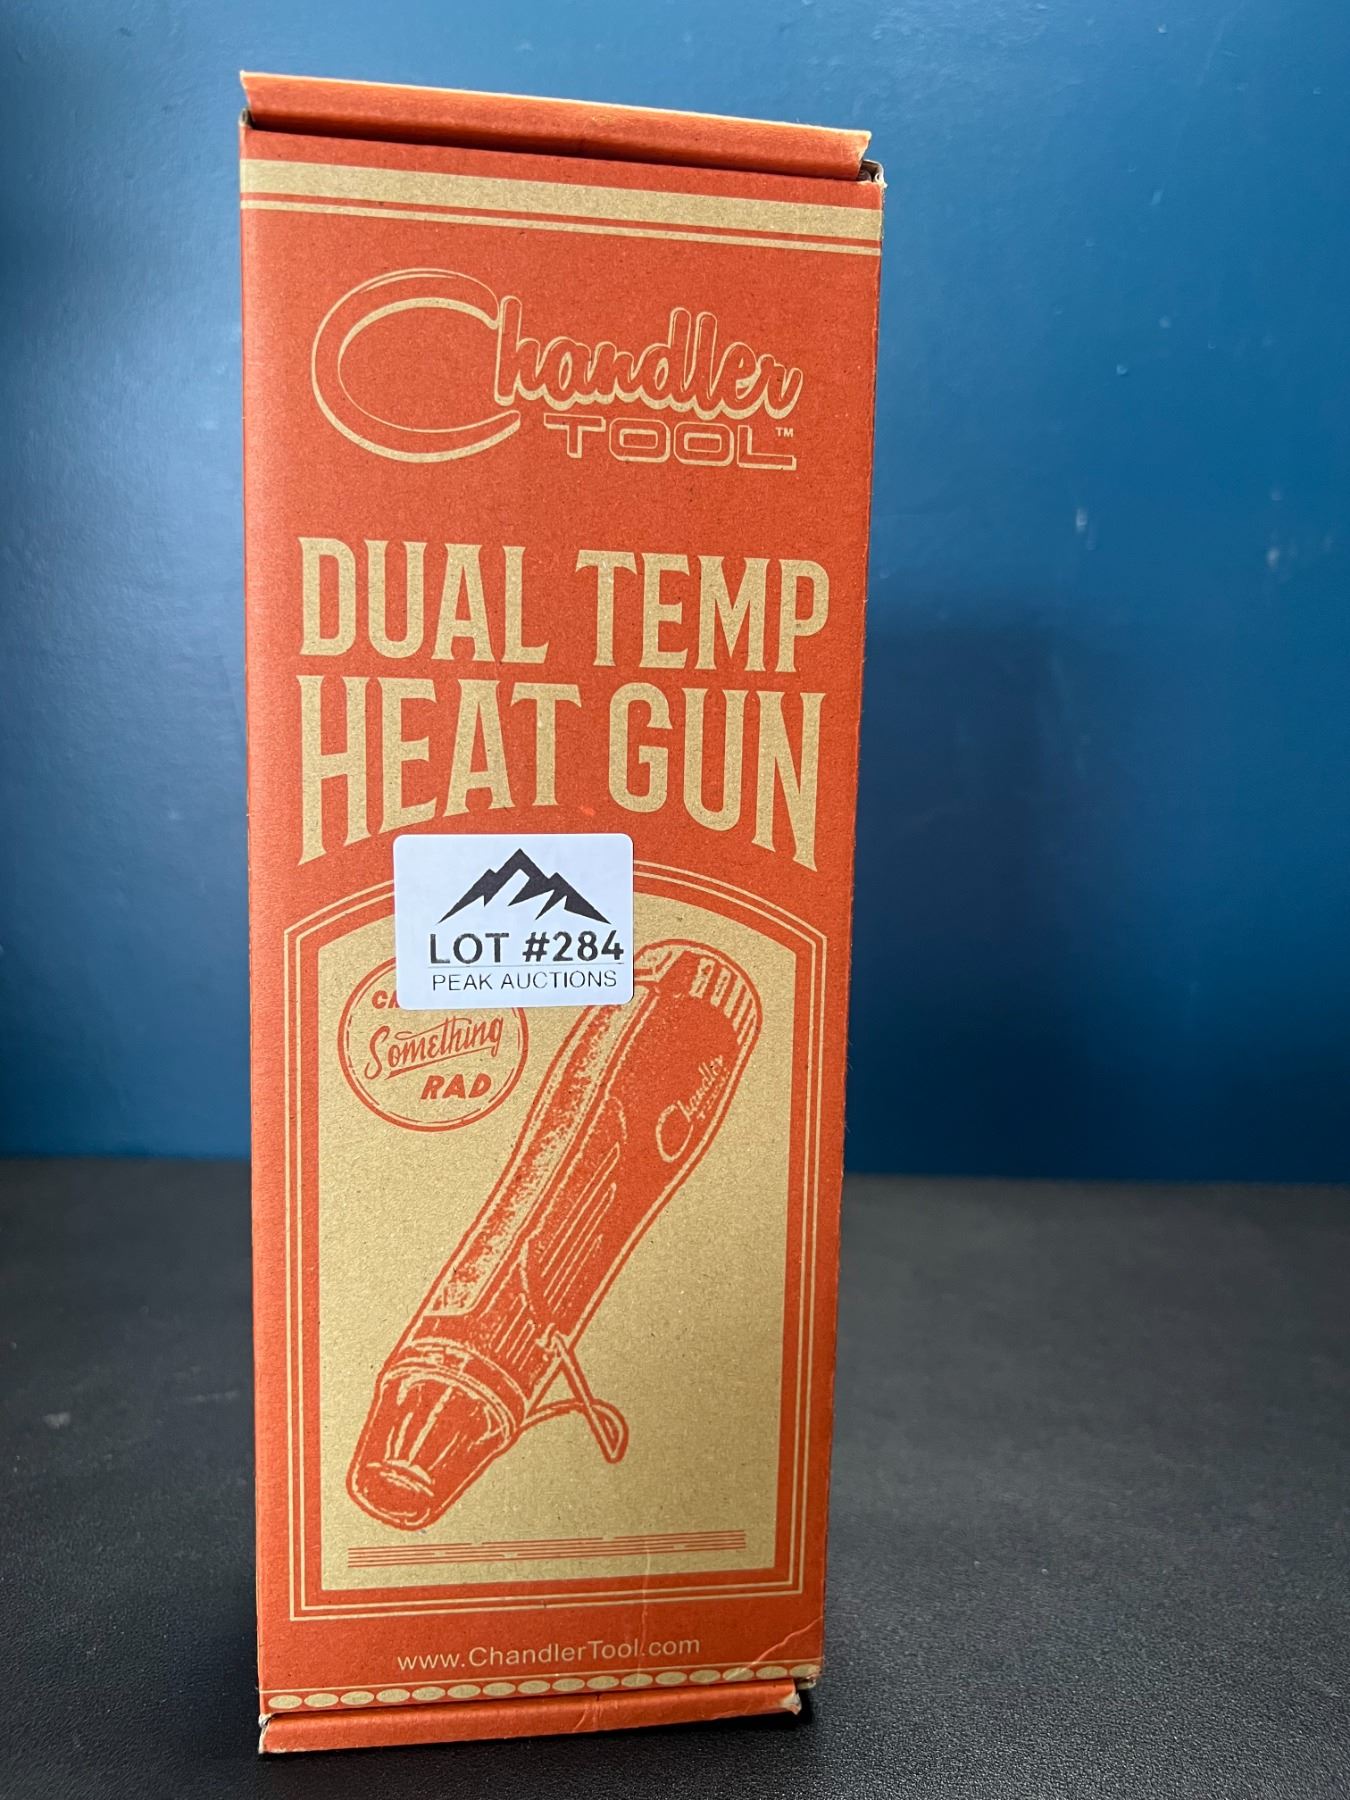 Chandler
TOOL™
DUAL TEMP
HEAT GUN
LOT #284
PEAK AUCTIONS
Something
RAD
Chandler
www.ChandlerTool.com